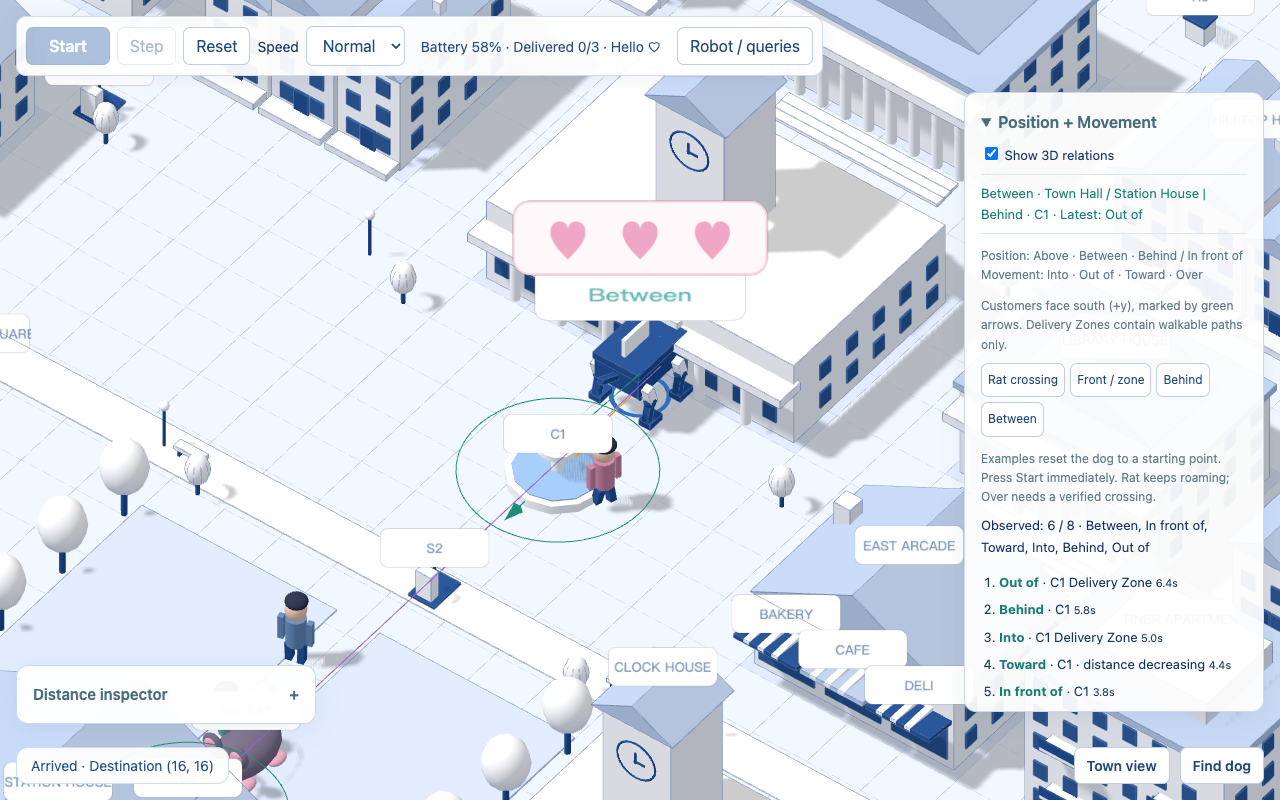 Start
Step
Reset
Speed
Normal
Battery 58% · Delivered 0/3 · Hello ♡
Robot / queries
▼ Position + Movement
Show 3D relations
Between · Town Hall / Station House |
Behind · C1 · Latest: Out of
Position: Above · Between · Behind / In front of
Movement: Into · Out of · Toward · Over
Customers face south (+y), marked by green
arrows. Delivery Zones contain walkable paths
only.
Rat crossing
Front / zone
Behind
Between
Examples reset the dog to a starting point.
Press Start immediately. Rat keeps roaming;
Over needs a verified crossing.
Observed: 6 / 8 · Between, In front of,
Toward, Into, Behind, Out of
1. Out of · C1 Delivery Zone 6.4s
2. Behind · C1 5.8s
3. Into · C1 Delivery Zone 5.0s
4. Toward · C1 · distance decreasing 4.4s
5. In front of · C1 3.8s
Between
C1
S2
EAST ARCADE
BAKERY
CAFE
DELI
CLOCK HOUSE
LIBRARY HOUSE
Distance inspector
+
Arrived · Destination (16, 16)
STATION HOUSE
Town view
Find dog